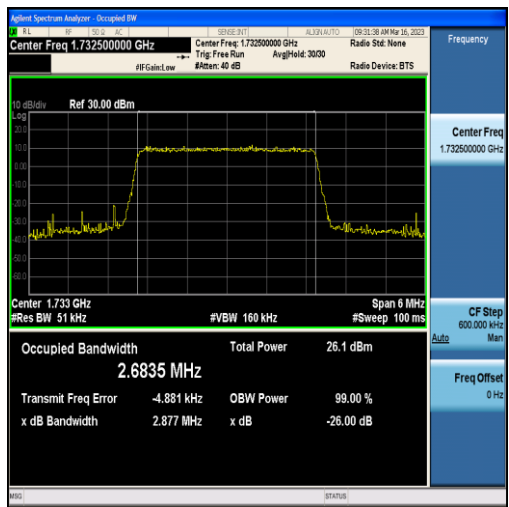 Agilent Spectrum Analyzer - Occupied BW
RL RF 50 Ω AC SENSE:INT ALIGN AUTO 09:31:38 AM Mar 16, 2023
Center Freq 1.732500000 GHz Center Freq: 1.732500000 GHz Radio Std: None Frequency
Trig: Free Run Avg|Hold: 30/30
#IFGain:Low #Atten: 40 dB Radio Device: BTS
10 dB/div Ref 30.00 dBm
Log
20.0
10.0
0.00
-10.0
-20.0
-30.0
-40.0
-50.0
-60.0
Center Freq
1.732500000 GHz
Center 1.733 GHz Span 6 MHz
#Res BW 51 kHz #VBW 160 kHz #Sweep 100 ms
CF Step
600.000 kHz
Auto Man
Occupied Bandwidth Total Power 26.1 dBm
2.6835 MHz
Freq Offset
0 Hz
Transmit Freq Error -4.881 kHz OBW Power 99.00 %
x dB Bandwidth 2.877 MHz x dB -26.00 dB
MSG STATUS